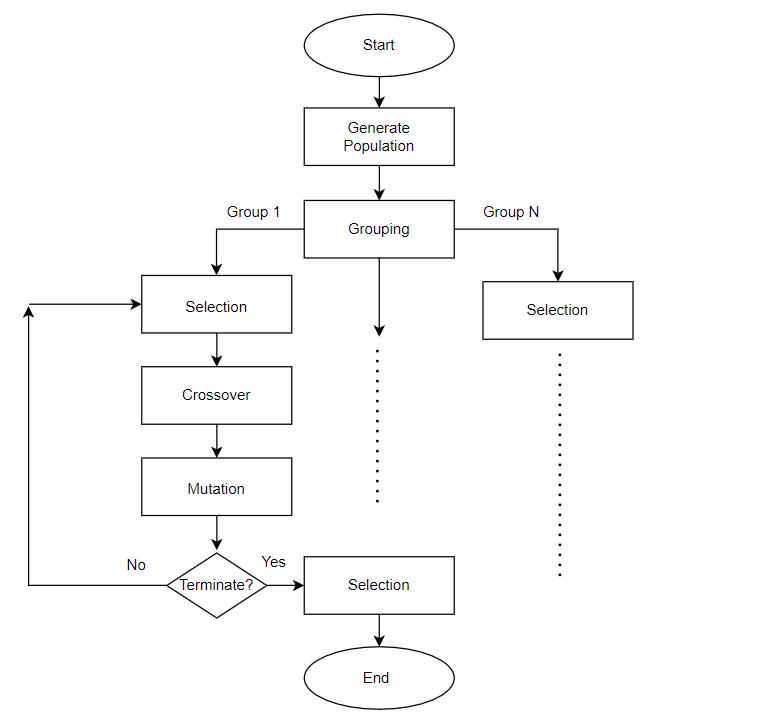 Start
Generate
Population
Group 1
Grouping
Group N
Selection
Selection
Crossover
Mutation
No
Yes
Terminate?
Selection
End